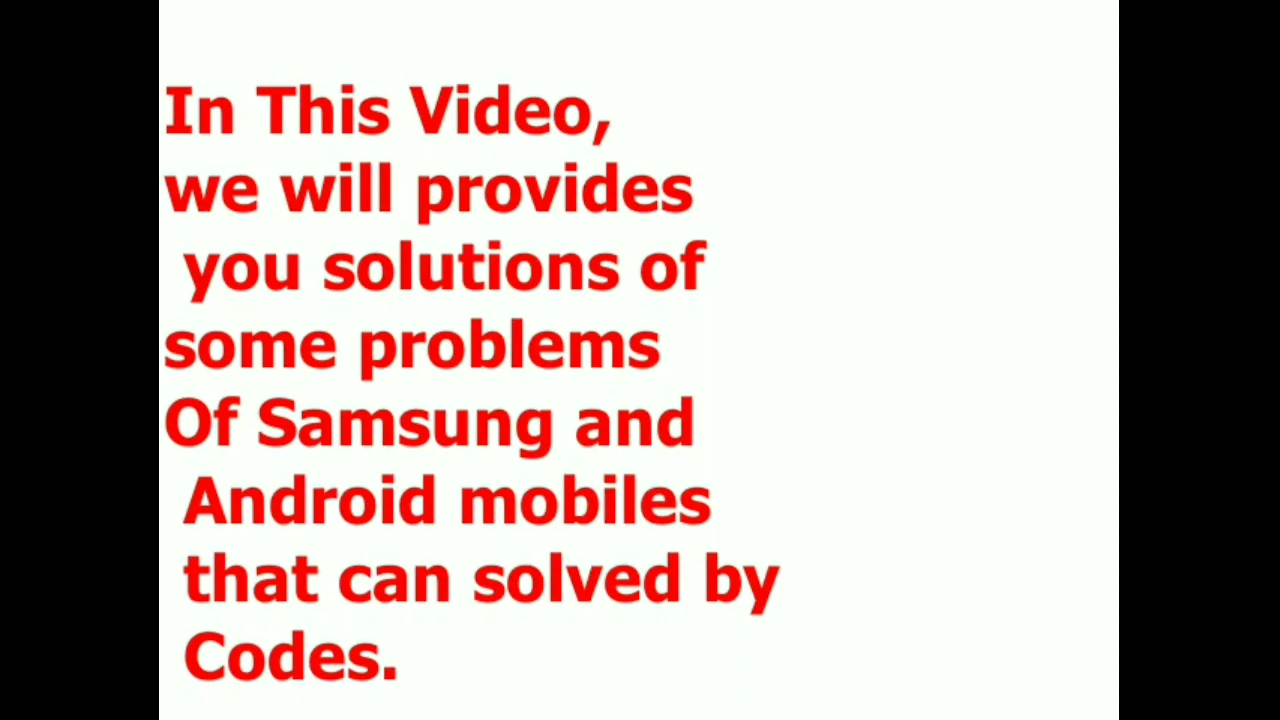 In This Video,
we will provides
you solutions of
some problems
Of Samsung and
Android mobiles
that can solved by
Codes.